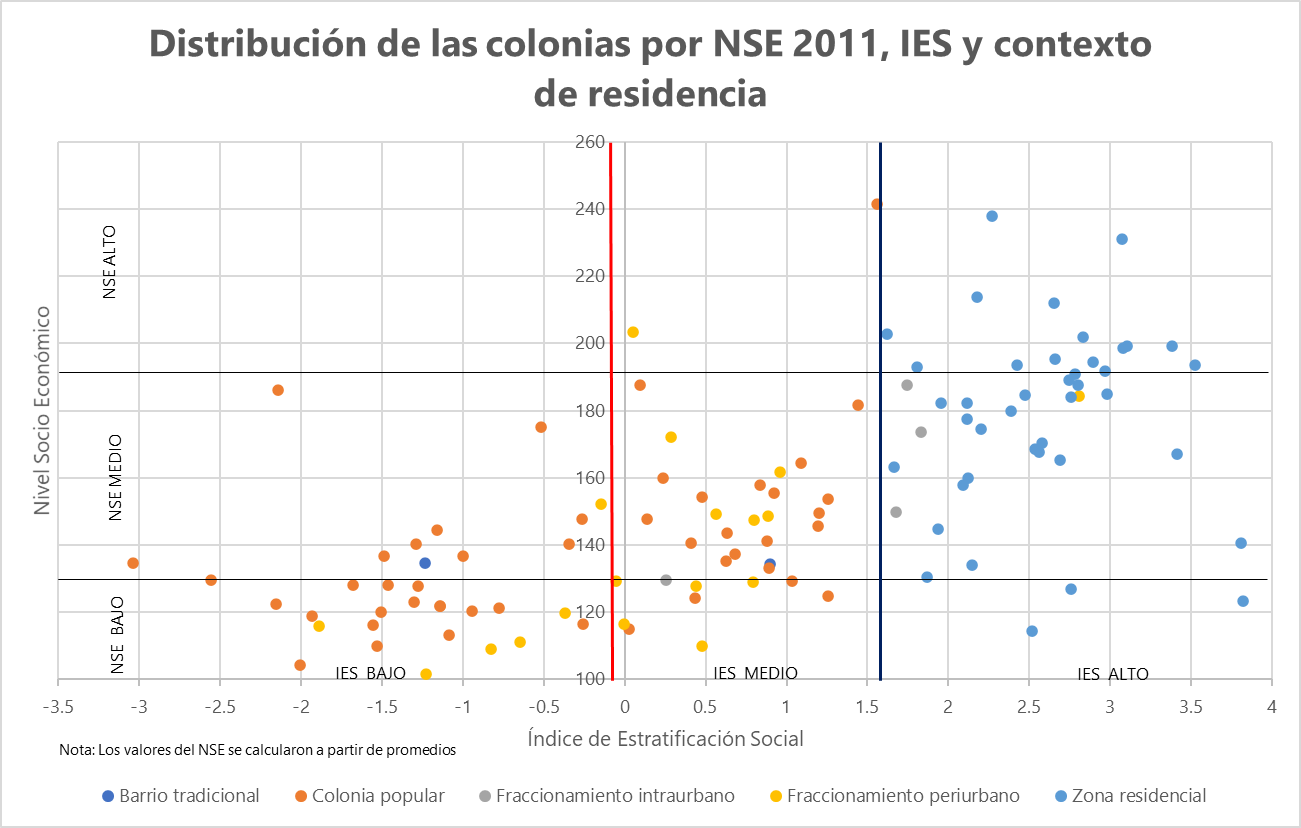 Distribución de las colonias por NSE 2011, IES y contexto
de residencia
260
240
220
200
180
160
140
120
100
Nivel Socio Económico
NSE ALTO
NSE MEDIO
NSE BAJO
IES BAJO
IES MEDIO
IES ALTO
-3.5 -3 -2.5 -2 -1.5 -1 -0.5 0 0.5 1 1.5 2 2.5 3 3.5 4
Índice de Estratificación Social
Nota: Los valores del NSE se calcularon a partir de promedios
Barrio tradicional Colonia popular Fraccionamiento intraurbano Fraccionamiento periurbano Zona residencial